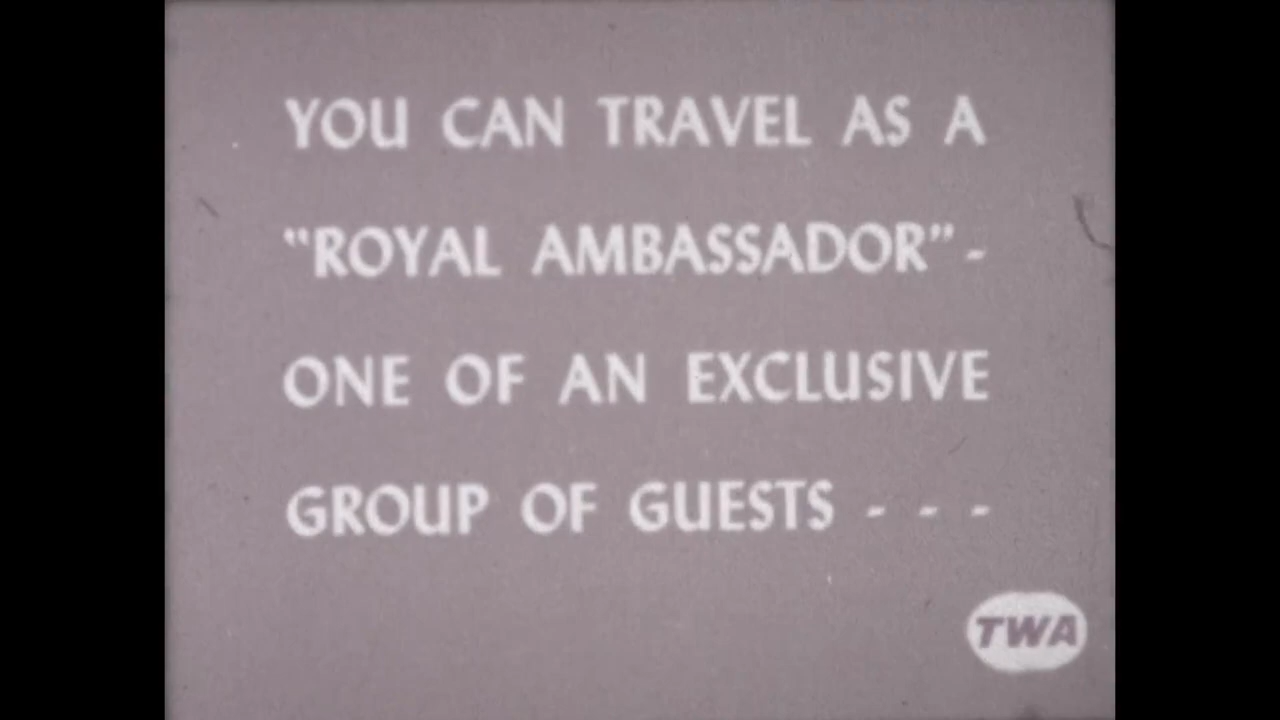 YOU CAN TRAVEL AS A
“ROYAL AMBASSADOR” -
ONE OF AN EXCLUSIVE
GROUP OF GUESTS - - -
TWA